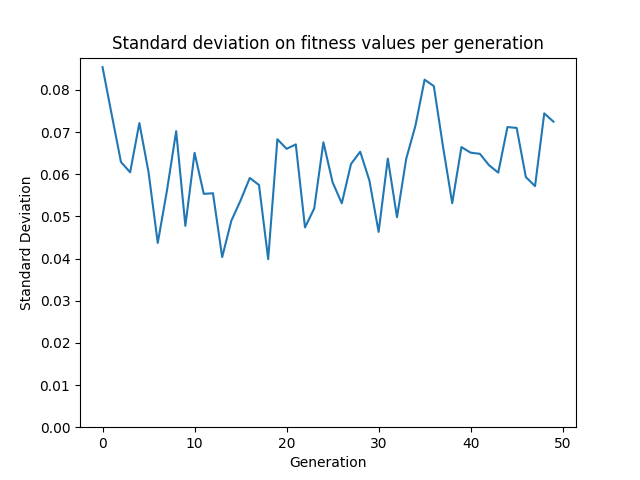 Standard deviation on fitness values per generation
0.08
0.07
0.06
0.05
0.04
0.03
0.02
0.01
0.00
Standard Deviation
0 10 20 30 40 50
Generation